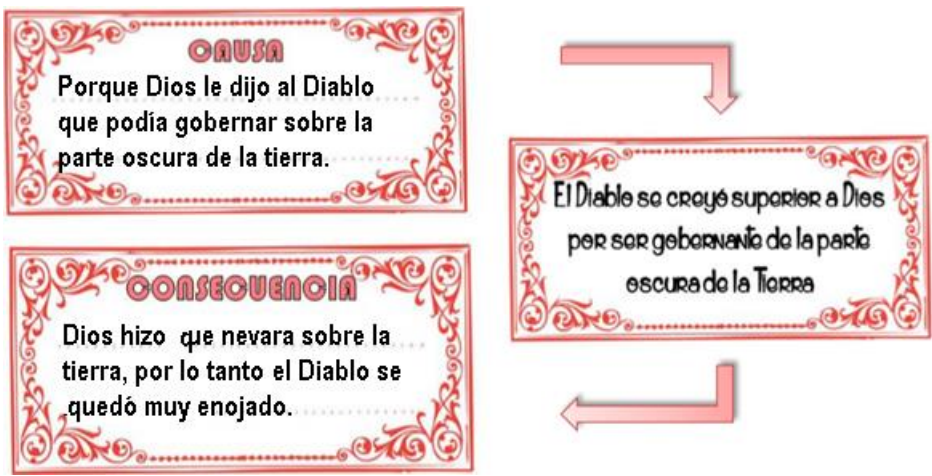 CAUSA
Porque Dios le dijo al Diablo
que podía gobernar sobre la
parte oscura de la tierra.
El Diablo se creyó superior a Dios
por ser gobernante de la parte
oscura de la Tierra
CONSECUENCIA
Dios hizo que nevara sobre la
tierra, por lo tanto el Diablo se
quedó muy enojado.